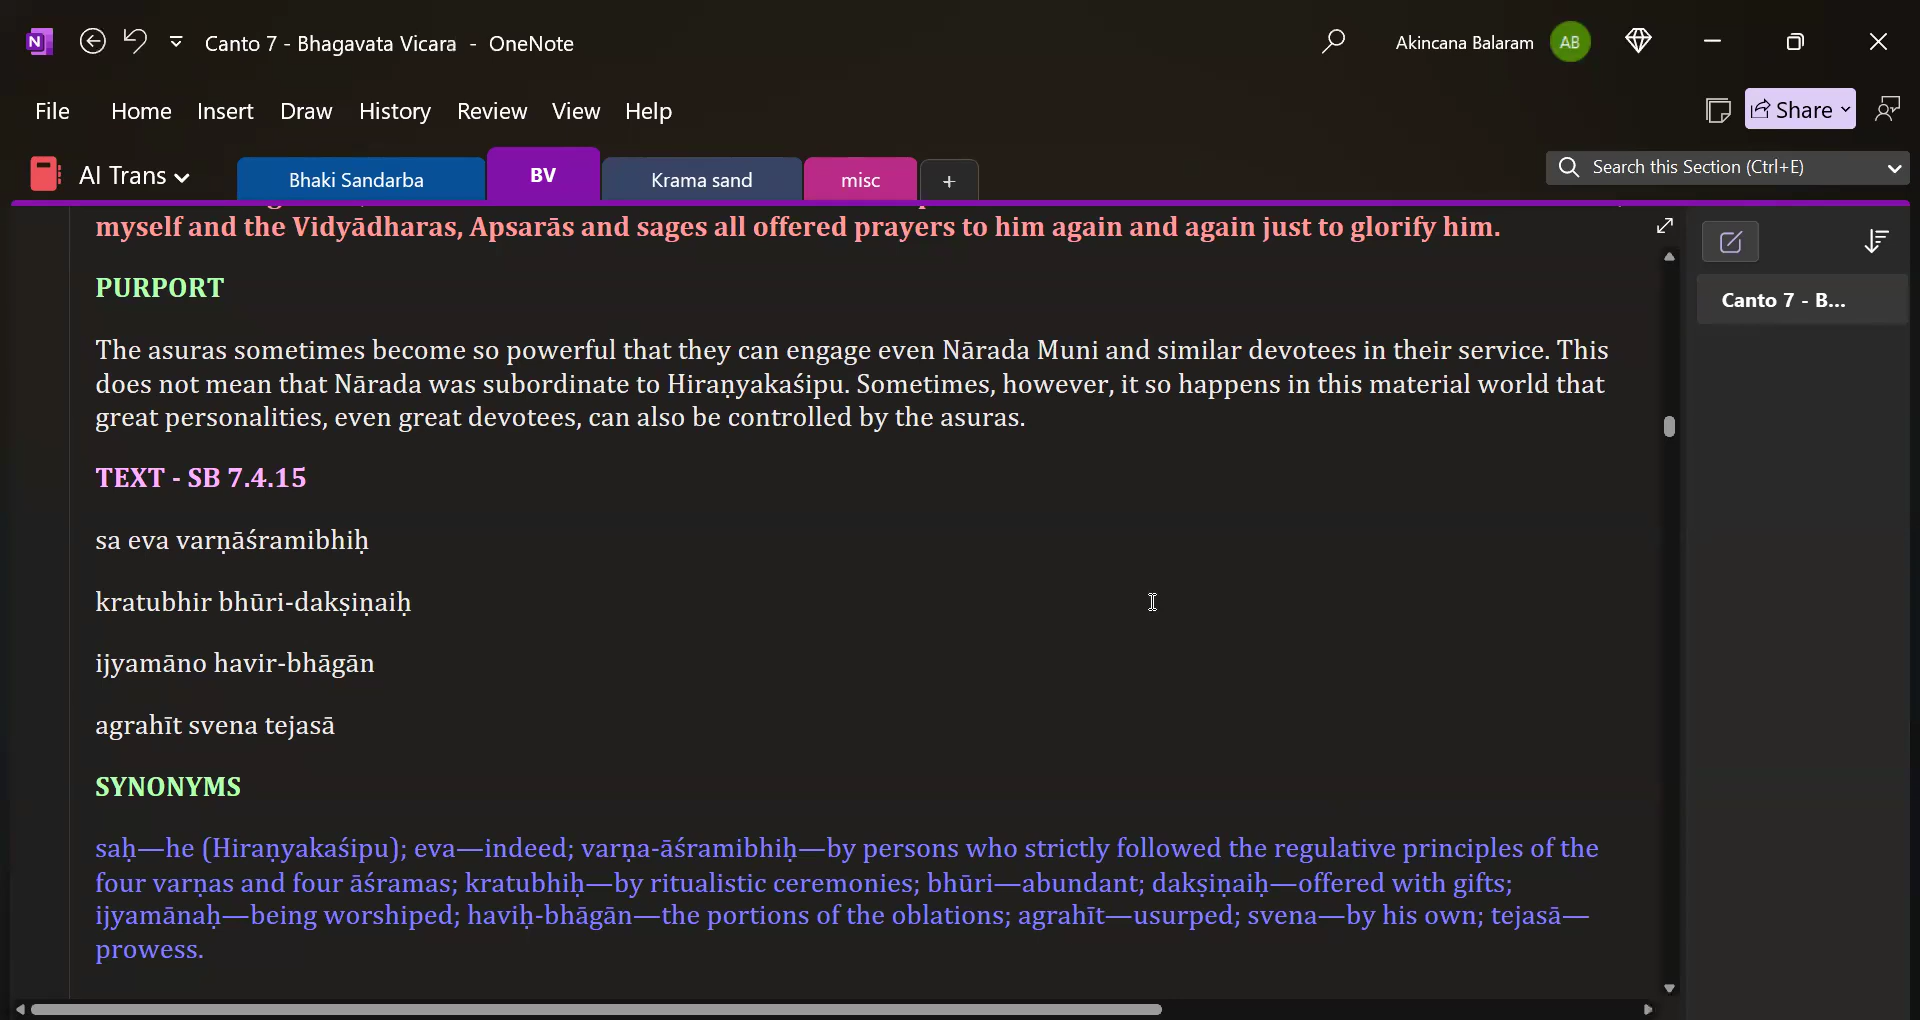 Canto 7 - Bhagavata Vicara - OneNote
Akincana Balaram AB
File Home Insert Draw History Review View Help
Share
AI Trans
Bhaki Sandarba
BV
Krama sand
misc
+
Search this Section (Ctrl+E)
Canto 7 - B...
myself and the Vidyādharas, Apsarās and sages all offered prayers to him again and again just to glorify him.
PURPORT
The asuras sometimes become so powerful that they can engage even Nārada Muni and similar devotees in their service. This
does not mean that Nārada was subordinate to Hiraṇyakaśipu. Sometimes, however, it so happens in this material world that
great personalities, even great devotees, can also be controlled by the asuras.
TEXT - SB 7.4.15
sa eva varṇāśramibhiḥ
kratubhir bhūri-dakṣiṇaiḥ
ijyamāno havir-bhāgān
agrahīt svena tejasā
SYNONYMS
saḥ—he (Hiraṇyakaśipu); eva—indeed; varṇa-āśramibhiḥ—by persons who strictly followed the regulative principles of the
four varṇas and four āśramas; kratubhiḥ—by ritualistic ceremonies; bhūri—abundant; dakṣiṇaiḥ—offered with gifts;
ijyamānaḥ—being worshiped; haviḥ-bhāgān—the portions of the oblations; agrahīt—usurped; svena—by his own; tejasā—
prowess.